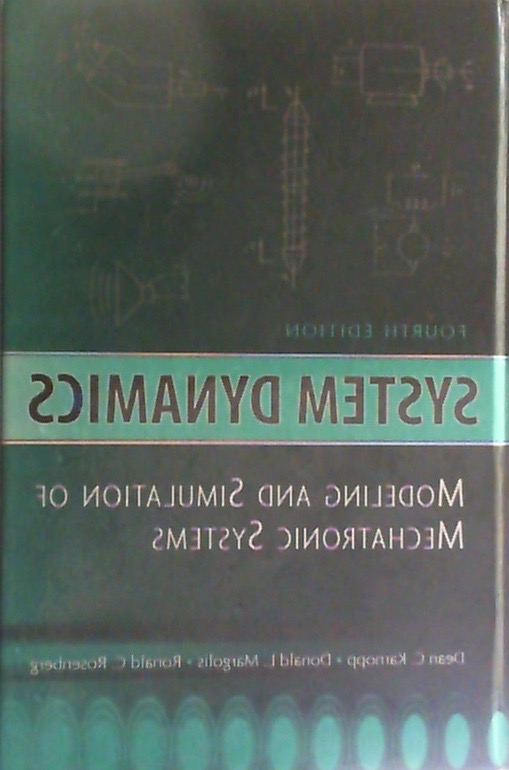 FOURTH EDITION
SYSTEM DYNAMICS
MODELING AND SIMULATION OF
MECHATRONIC SYSTEMS
Dean C. Karnopp • Donald L. Margolis • Ronald C. Rosenberg